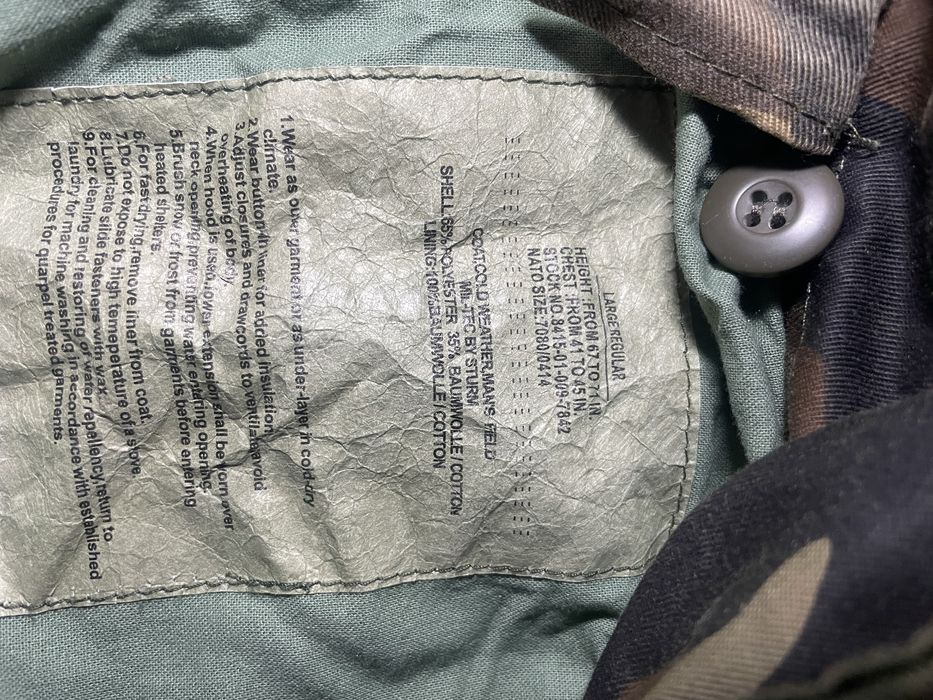 LARGE/REGULAR
HEIGHT :FROM 67 TO 71 IN
CHEST :FROM 41 TO 45 IN
STOCK NO 8415-01-009-7842
NATO SIZE:7080/0414
COAT:COLD WEATHER,MAN'S FIELD
MIL-TEC BY STURM
SHELL 65% POLYESTER 35% BAUMWOLLE / COTTON
LINING:100%BAUMWOLLE / COTTON
1.Wear as outer garment or as under-layer in cold-dry
climate.
2.Wear button-in liner for added insulation.
3.Adjust closures and drawcords to ventil avoid
overheating of body.
4.When hood is used, lower extension shall be worn over
neck opening preventing water entering opening.
5.Brush snow or frost from garments before entering
heated shelters.
6.For fastdrying,remove liner from coat.
7.Do not expose to high temepenature of a stove.
8.Lubricate slide fasteners with wax.
9.For cleaning and restoring of water repellency,return to
laundry for machine washing in accordance with established
procedures for quarpel treated garments.